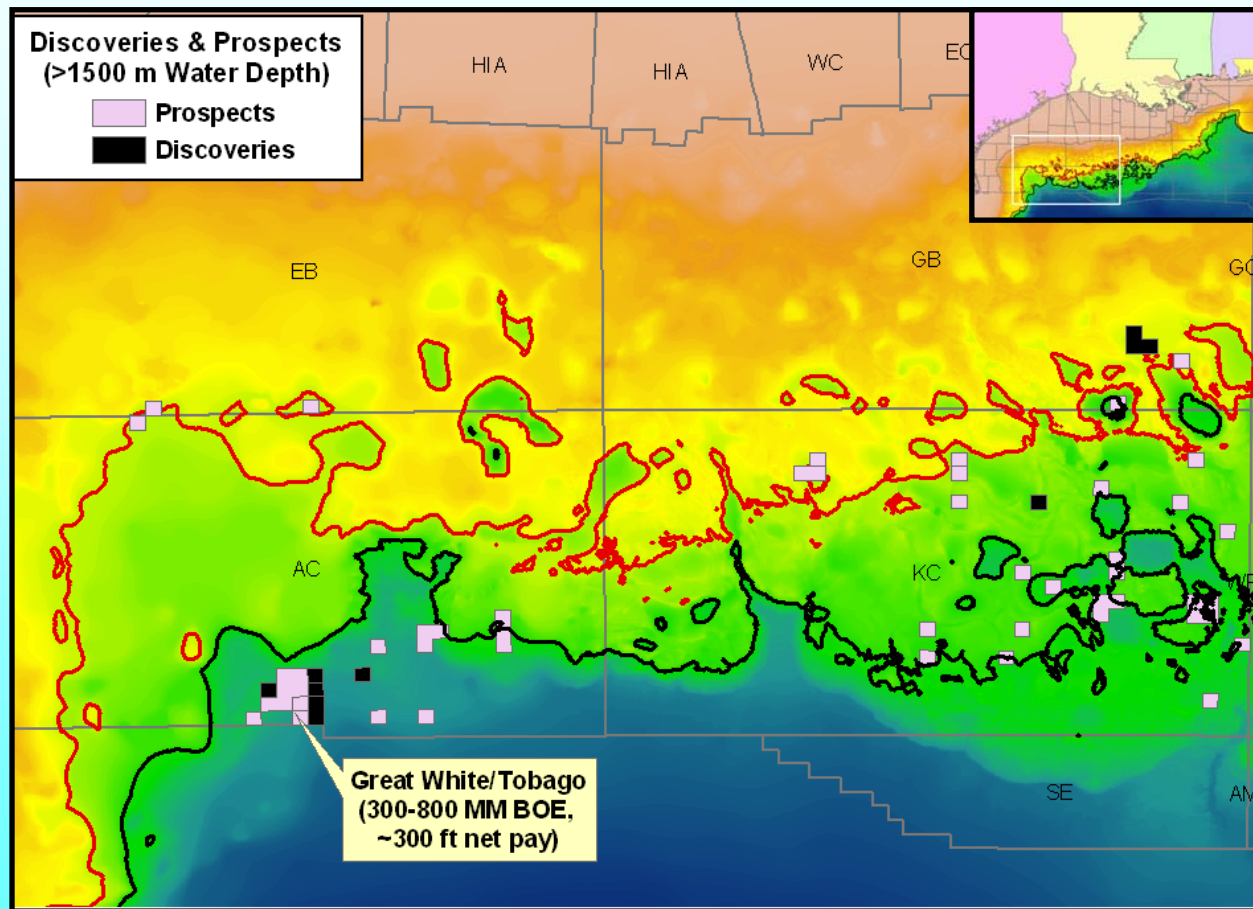 Discoveries & Prospects
(>1500 m Water Depth)
Prospects
Discoveries
HIA
HIA
WC
EB
GB
AC
KC
SE
Great White/Tobago
(300-800 MM BOE,
~300 ft net pay)